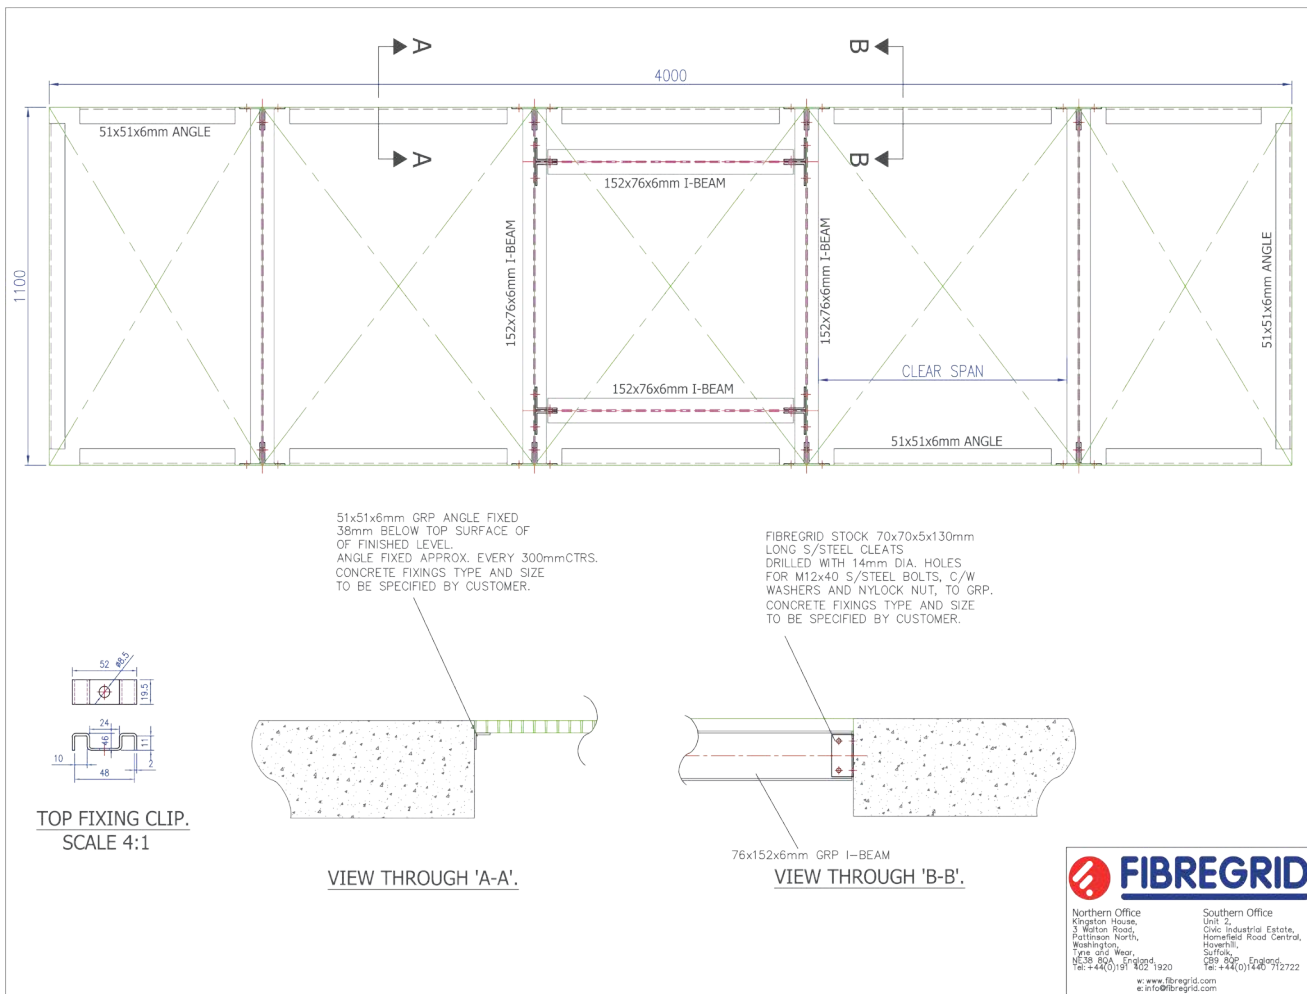 A
B
4000
51x51x6mm ANGLE
A
B
152x76x6mm I-BEAM
152x76x6mm I-BEAM
152x76x6mm I-BEAM
51x51x6mm ANGLE
1100
CLEAR SPAN
152x76x6mm I-BEAM
51x51x6mm ANGLE
51x51x6mm GRP ANGLE FIXED
38mm BELOW TOP SURFACE OF
OF FINISHED LEVEL.
ANGLE FIXED APPROX. EVERY 300mmCTRS.
CONCRETE FIXINGS TYPE AND SIZE
TO BE SPECIFIED BY CUSTOMER.
FIBREGRID STOCK 70x70x5x130mm
LONG S/STEEL CLEATS
DRILLED WITH 14mm DIA. HOLES
FOR M12x40 S/STEEL BOLTS, C/W
WASHERS AND NYLOCK NUT, TO GRP.
CONCRETE FIXINGS TYPE AND SIZE
TO BE SPECIFIED BY CUSTOMER.
52
ø8.5
19.5
24
46
11
10
48
2
TOP FIXING CLIP.
SCALE 4:1
VIEW THROUGH 'A-A'.
76x152x6mm GRP I-BEAM
VIEW THROUGH 'B-B'.
FIBREGRID
Northern Office
Kingston House,
3 Walton Road,
Pattinson North,
Washington,
Tyne and Wear,
NE38 8QA England.
Tel:+44(0)191 402 1920
Southern Office
Unit 2,
Civic Industrial Estate,
Homefield Road Central,
Haverhill,
Suffolk,
CB9 8QP England.
Tel:+44(0)1440 712722
w: www.fibregrid.com
e: info@fibregrid.com